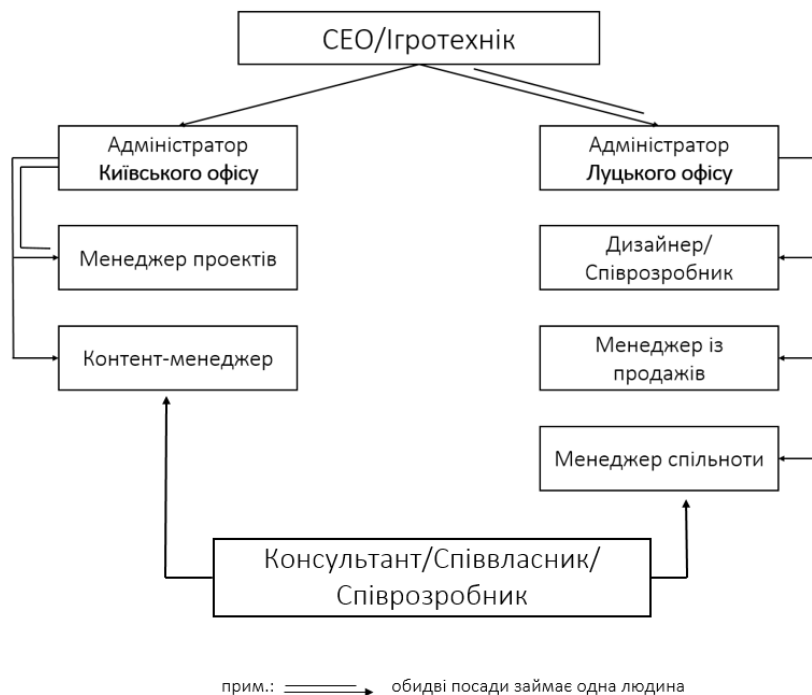 СЕО/Ігротехнік
Адміністратор
Київського офісу
Адміністратор
Луцького офісу
Менеджер проектів
Дизайнер/
Співрозробник
Контент-менеджер
Менеджер із
продажів
Менеджер спільноти
Консультант/Співвласник/
Співрозробник
прим.: обидві посади займає одна людина